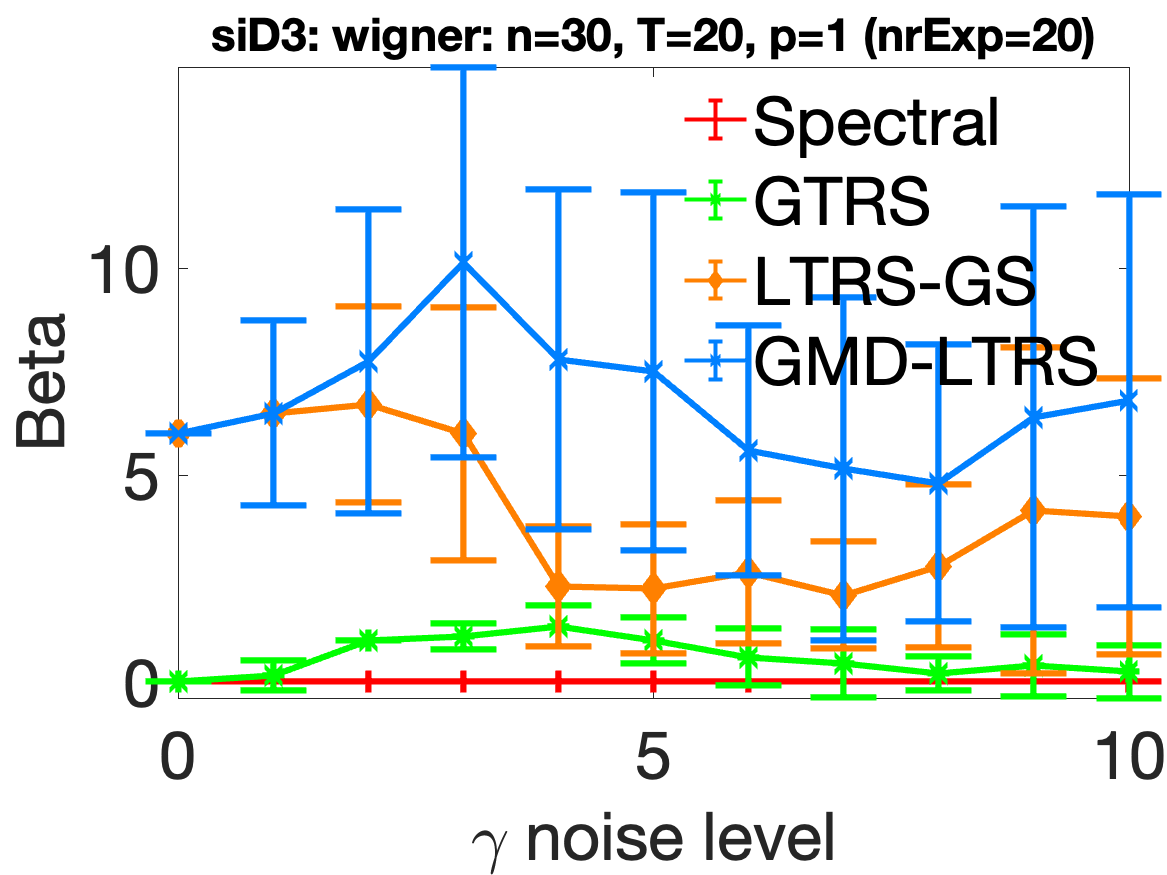 siD3: wigner: n=30, T=20, p=1 (nrExp=20)
Spectral
GTRS
LTRS-GS
GMD-LTRS
10
5
0
Beta
0 5 10
γ noise level